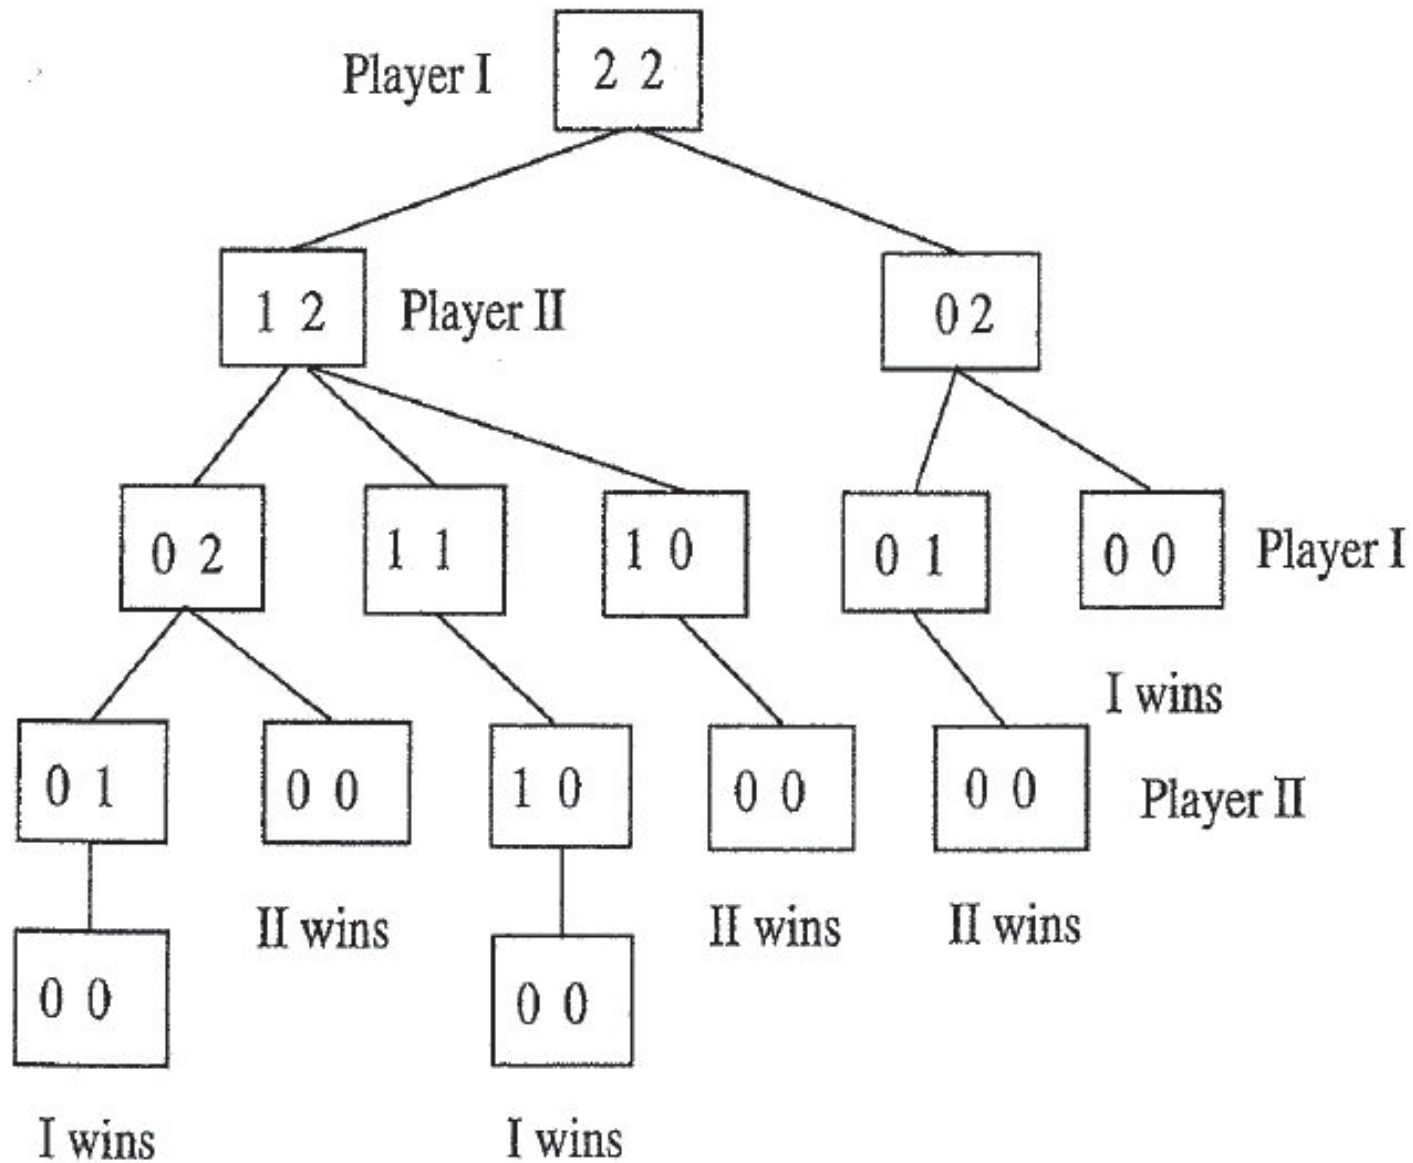 Player I 2 2
1 2 Player II 0 2
0 2 1 1 1 0 0 1 0 0 Player I
I wins
0 1 0 0 1 0 0 0 0 0 Player II
II wins II wins II wins
0 0 0 0
I wins I wins